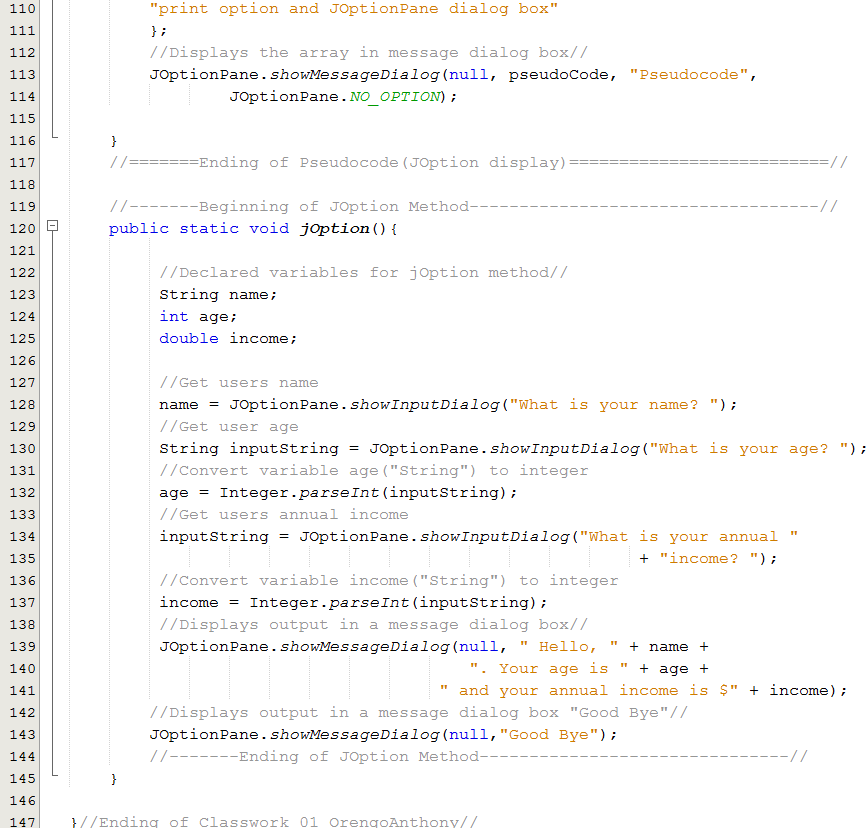 110 "print option and JOptionPane dialog box"
111 };
112 //Displays the array in message dialog box//
113 JOptionPane.showMessageDialog(null, pseudoCode, "Pseudocode",
114 JOptionPane.NO_OPTION);
115
116 }
117 //=======Ending of Pseudocode(JOption display)==========================//
118
119 //-------Beginning of JOption Method-----------------------------------//
120 public static void jOption(){
121
122 //Declared variables for jOption method//
123 String name;
124 int age;
125 double income;
126
127 //Get users name
128 name = JOptionPane.showInputDialog("What is your name? ");
129 //Get user age
130 String inputString = JOptionPane.showInputDialog("What is your age? ");
131 //Convert variable age("String") to integer
132 age = Integer.parseInt(inputString);
133 //Get users annual income
134 inputString = JOptionPane.showInputDialog("What is your annual "
135 + "income? ");
136 //Convert variable income("String") to integer
137 income = Integer.parseInt(inputString);
138 //Displays output in a message dialog box//
139 JOptionPane.showMessageDialog(null, " Hello, " + name +
140 ". Your age is " + age +
141 " and your annual income is $" + income);
142 //Displays output in a message dialog box "Good Bye"//
143 JOptionPane.showMessageDialog(null,"Good Bye");
144 //-------Ending of JOption Method-------------------------------//
145 }
146
147 }//Ending of Classwork 01 OrengoAnthony//